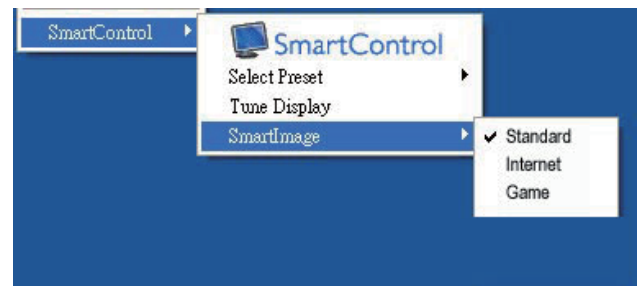 SmartControl
SmartControl
Select Preset
Tune Display
SmartImage
Standard
Internet
Game